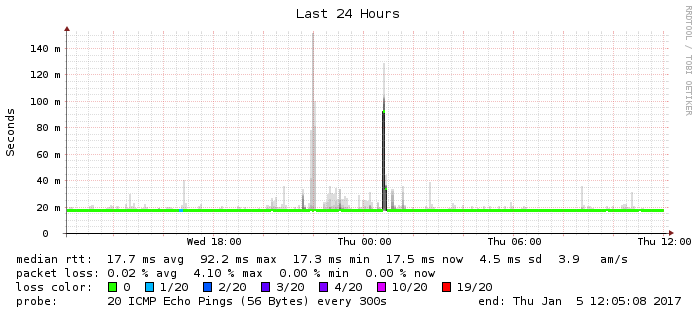 Last 24 Hours
RRDTOOL / TOBI OETIKER
Seconds
140 m
120 m
100 m
80 m
60 m
40 m
20 m
0
Wed 18:00 Thu 00:00 Thu 06:00 Thu 12:00
median rtt: 17.7 ms avg 92.2 ms max 17.3 ms min 17.5 ms now 4.5 ms sd 3.9 am/s
packet loss: 0.02 % avg 4.10 % max 0.00 % min 0.00 % now
loss color: 0 1/20 2/20 3/20 4/20 10/20 19/20
probe: 20 ICMP Echo Pings (56 Bytes) every 300s end: Thu Jan 5 12:05:08 2017